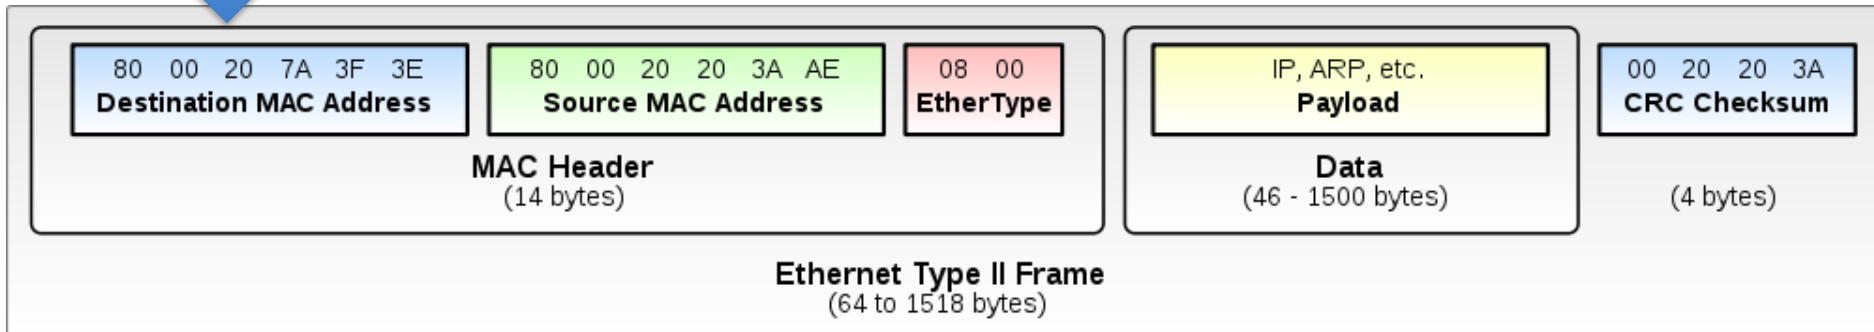 80 00 20 7A 3F 3E
Destination MAC Address
80 00 20 20 3A AE
Source MAC Address
08 00
EtherType
MAC Header
(14 bytes)
IP, ARP, etc.
Payload
Data
(46 - 1500 bytes)
00 20 20 3A
CRC Checksum
(4 bytes)
Ethernet Type II Frame
(64 to 1518 bytes)